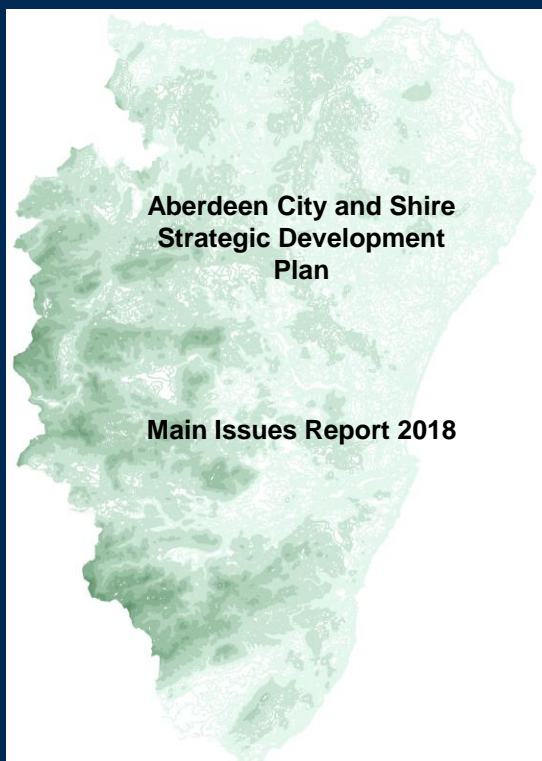 Aberdeen City and Shire
Strategic Development
Plan
Main Issues Report 2018